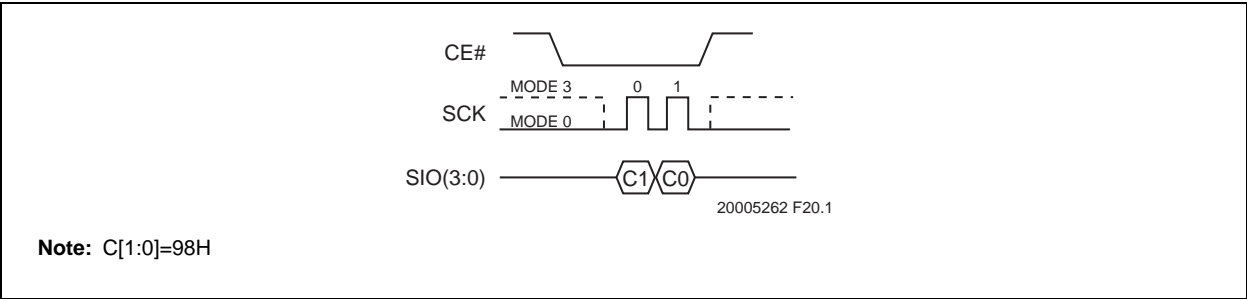 CE#
MODE 3 0 1
SCK
MODE 0
SIO(3:0) C1 C0
20005262 F20.1
Note: C[1:0]=98H